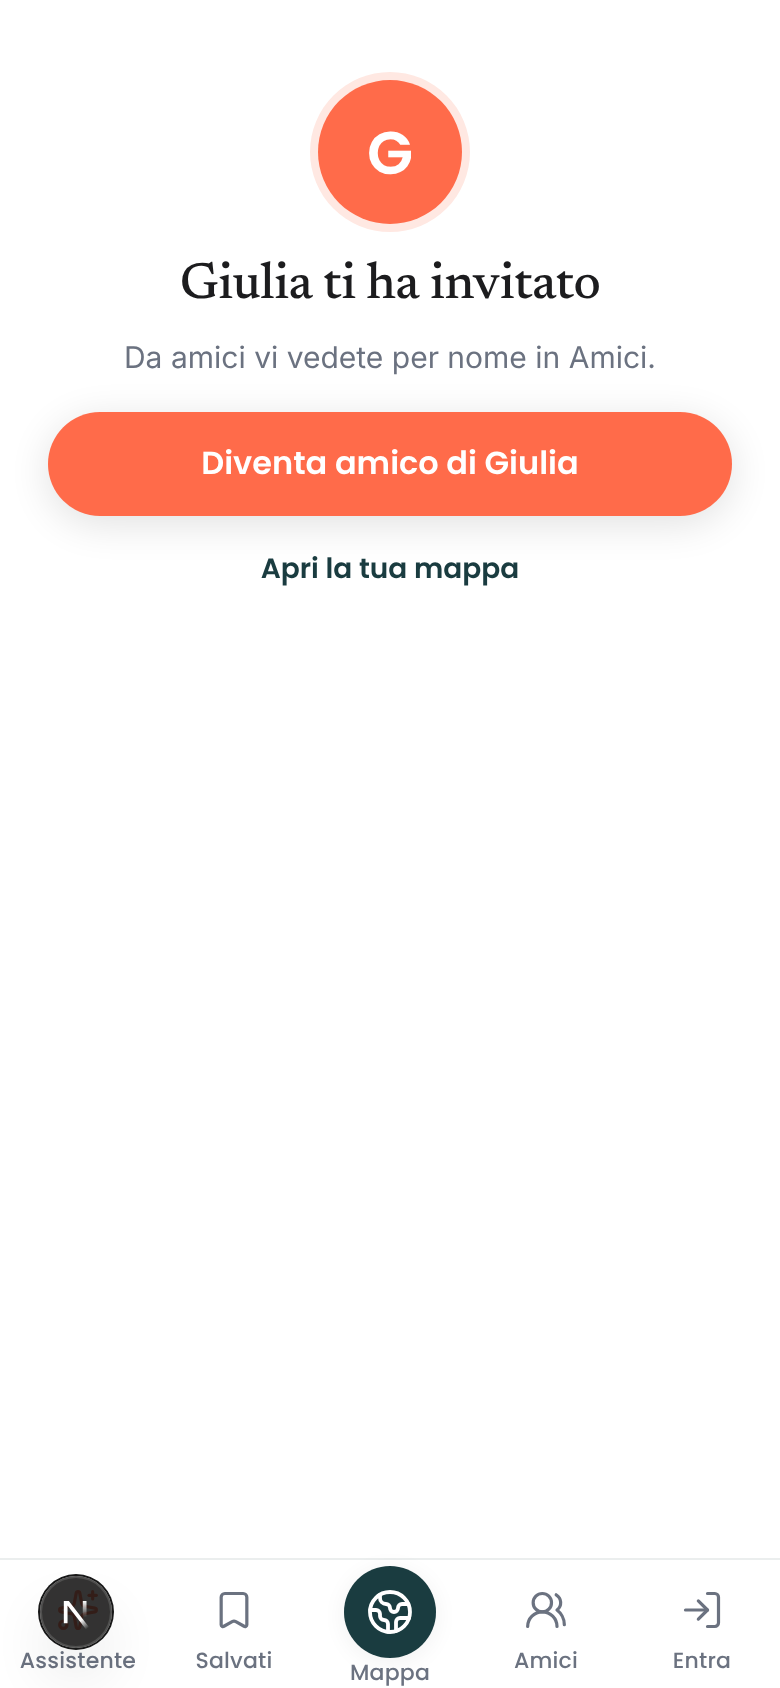 G
Giulia ti ha invitato
Da amici vi vedete per nome in Amici.
Diventa amico di Giulia
Apri la tua mappa
N
Assistente
Salvati
Mappa
Amici
Entra